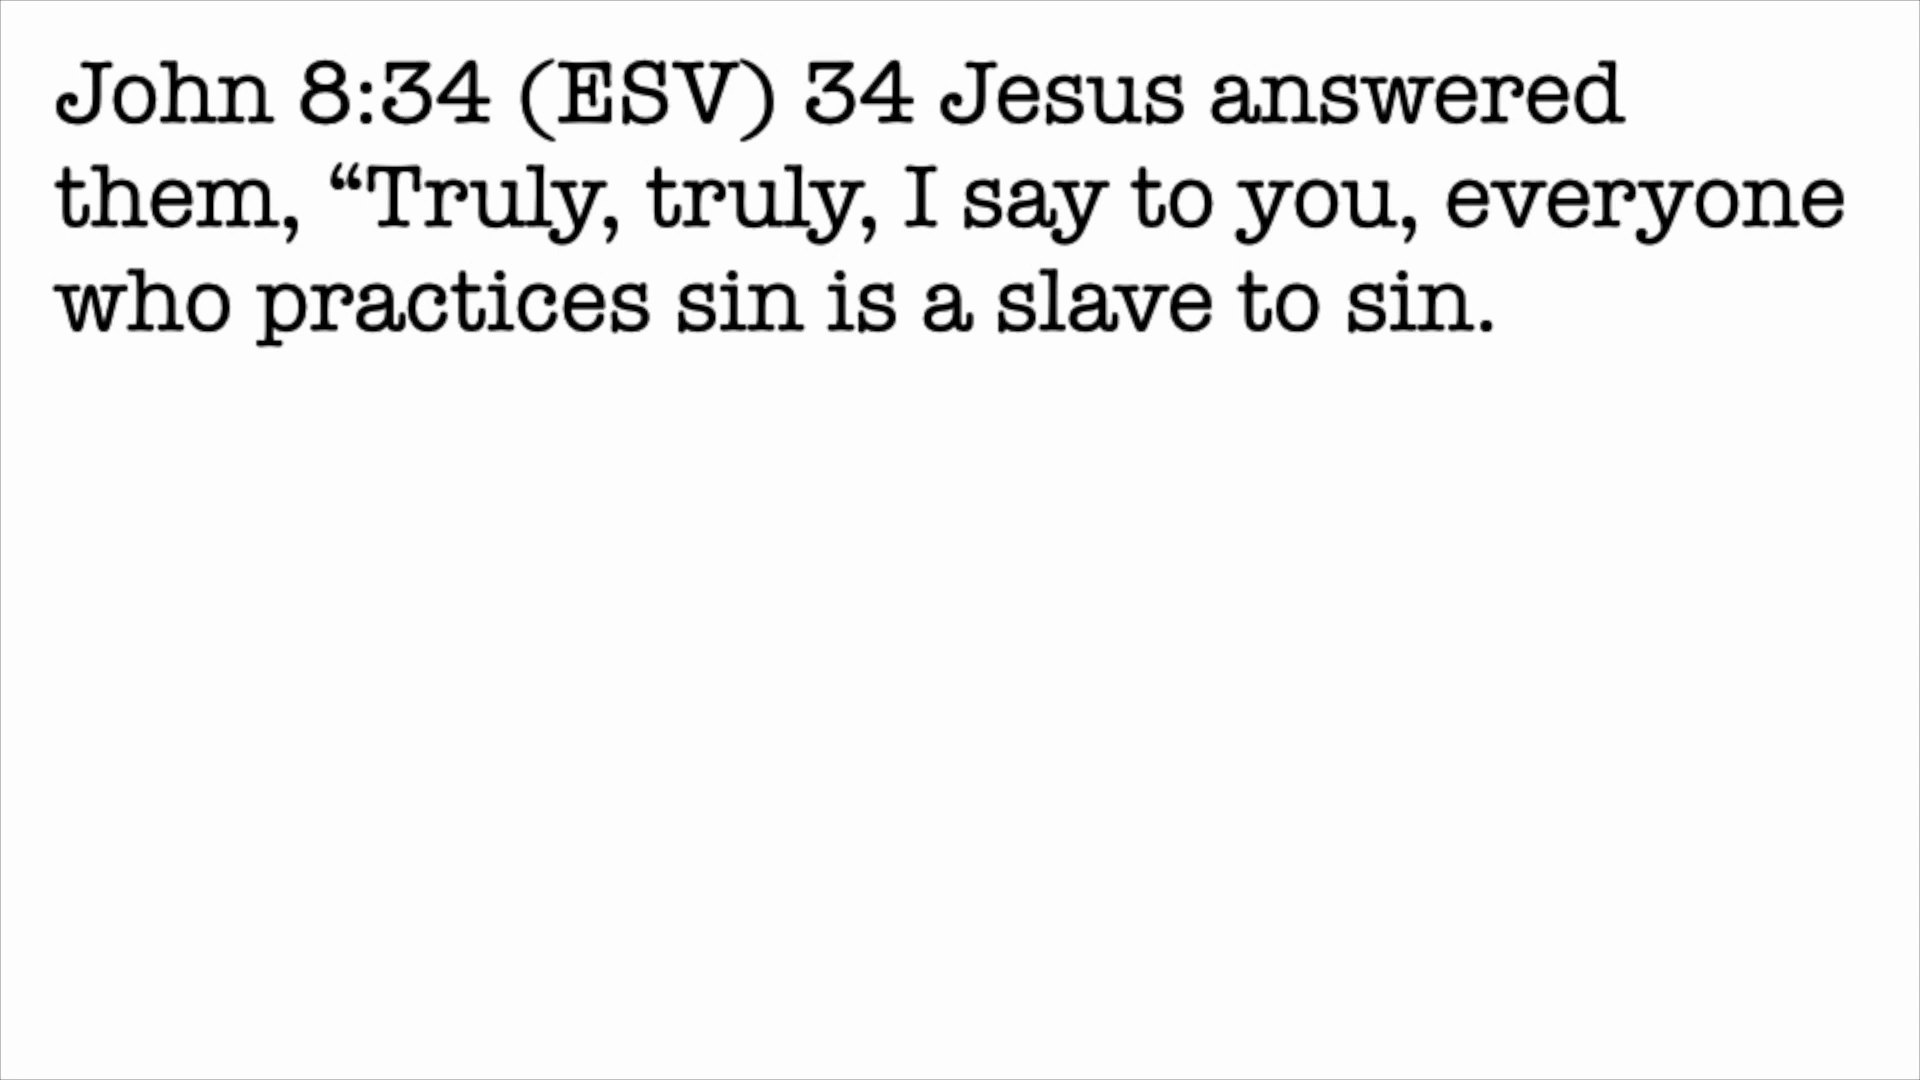 John 8:34 (ESV) 34 Jesus answered
them, “Truly, truly, I say to you, everyone
who practices sin is a slave to sin.